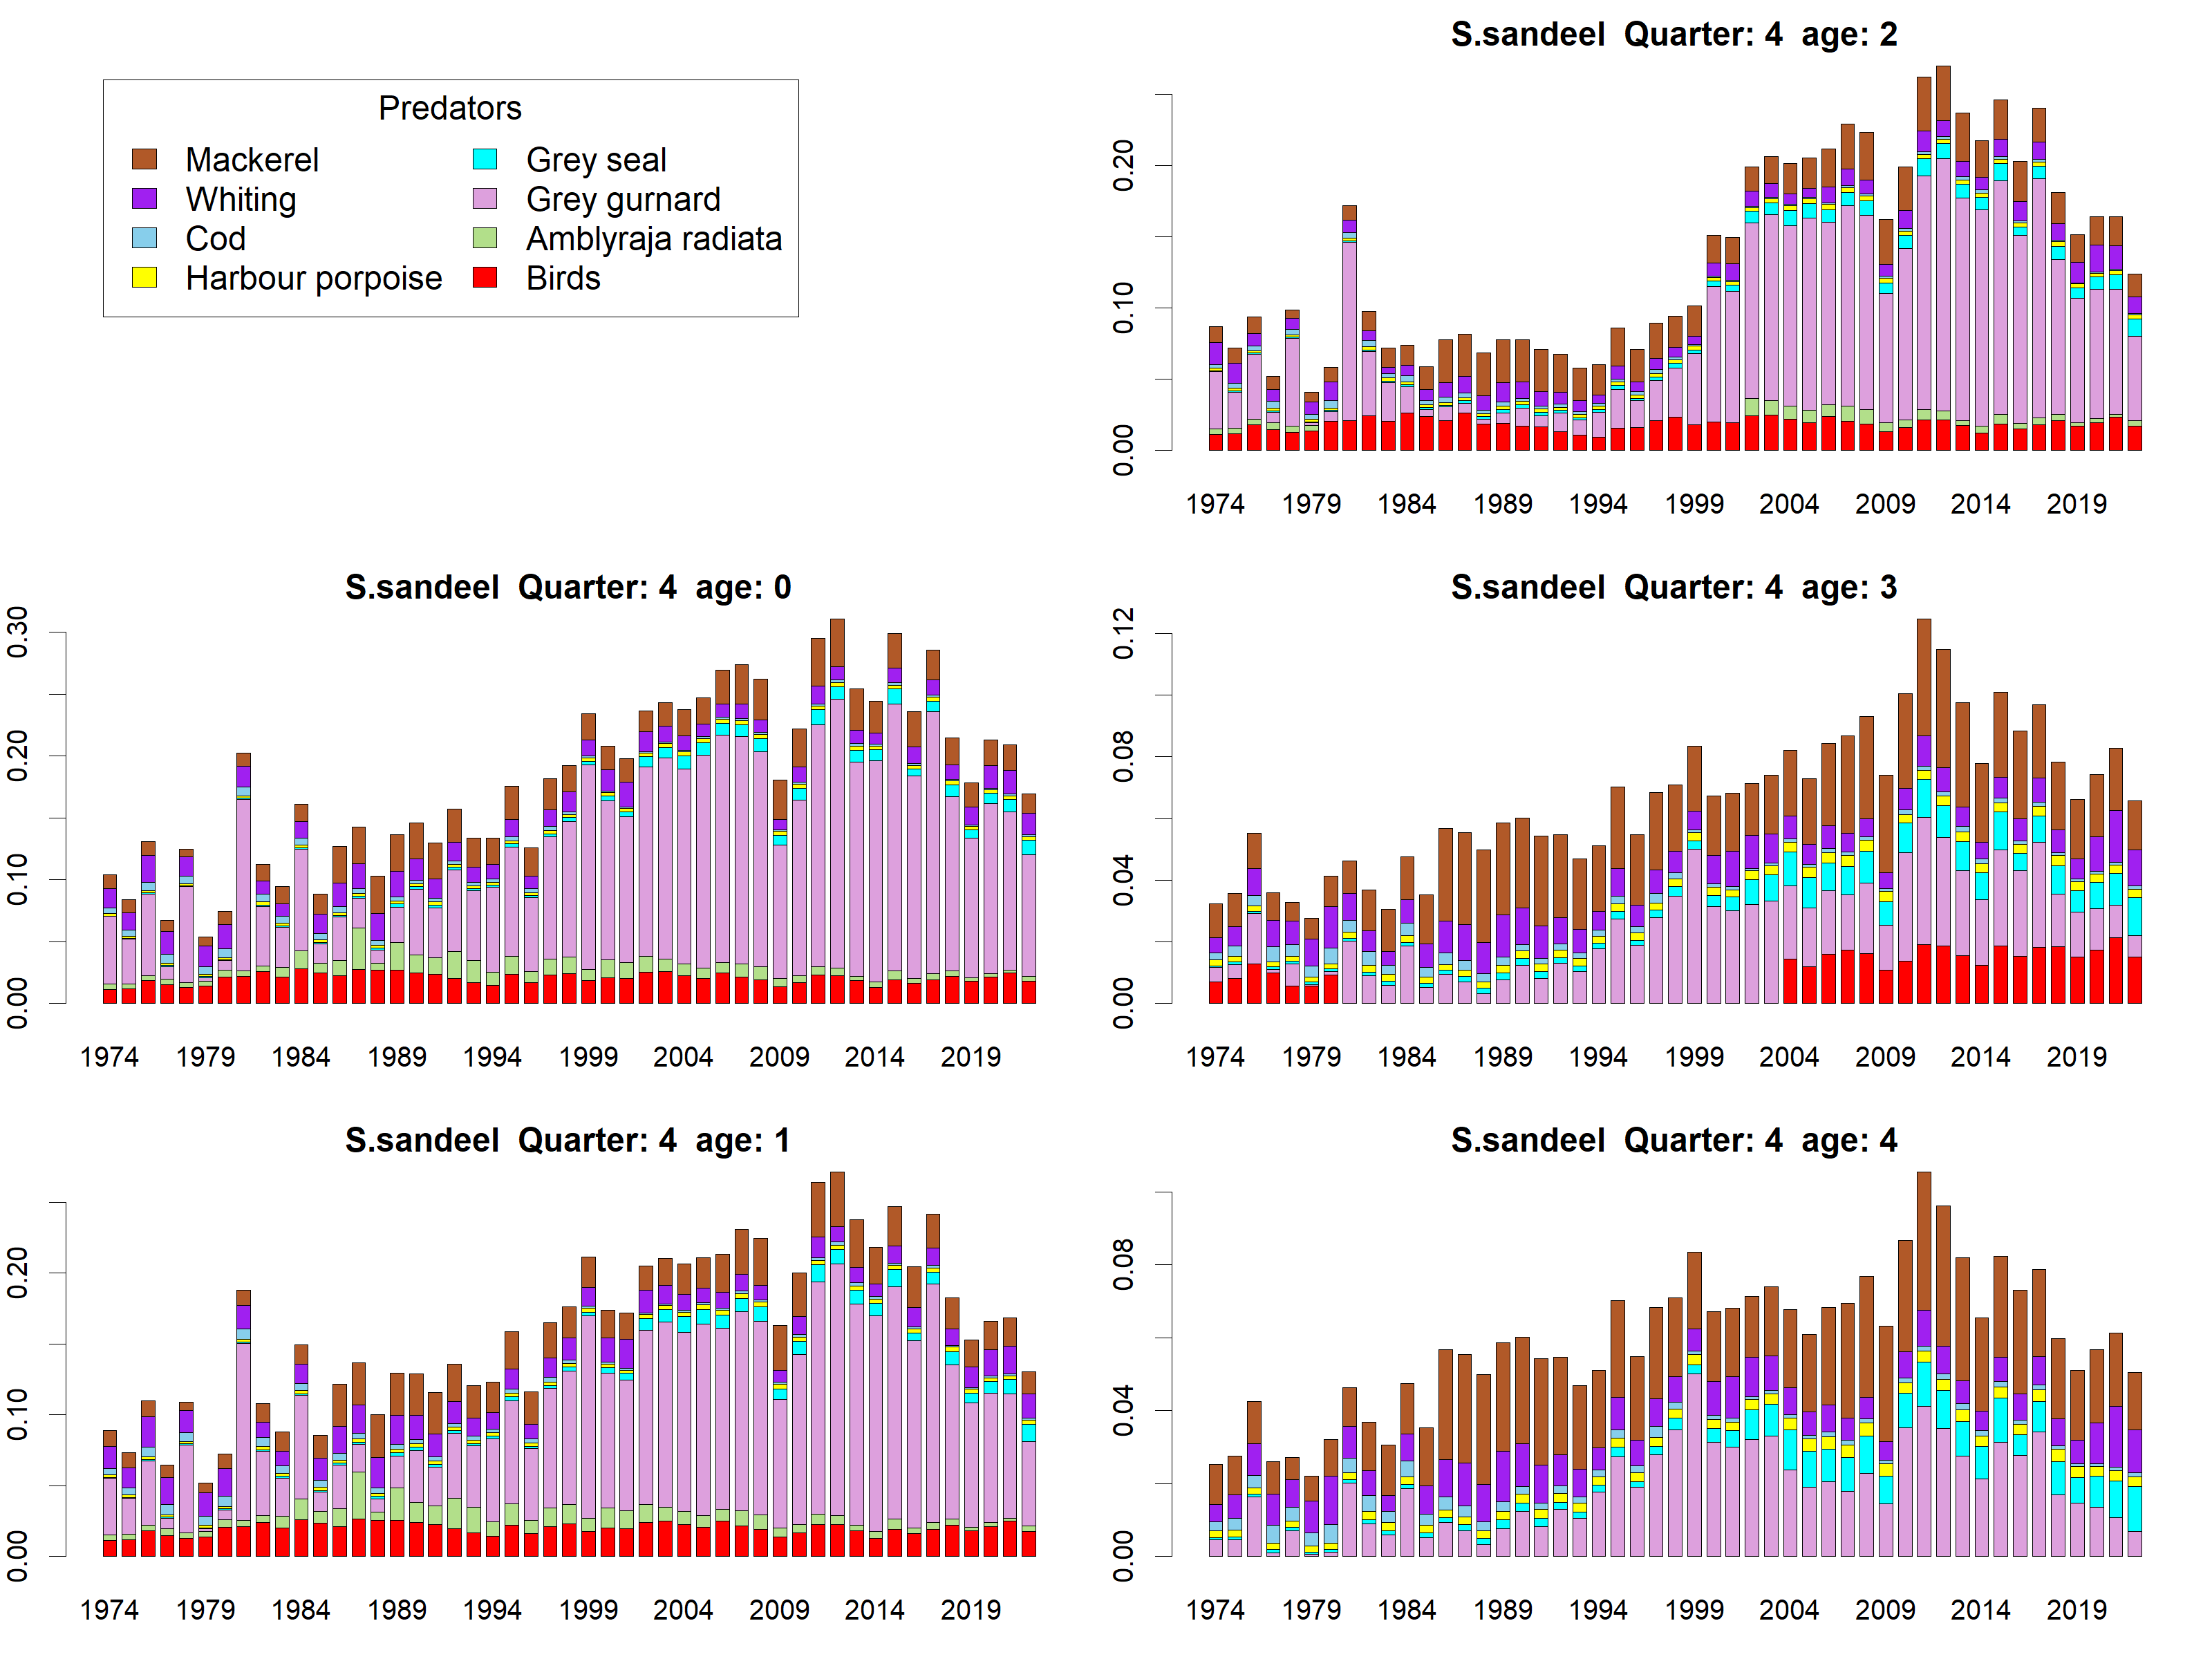 Predators
Mackerel
Whiting
Cod
Harbour porpoise
Grey seal
Grey gurnard
Amblyraja radiata
Birds
S.sandeel Quarter: 4 age: 2
0.00 0.10 0.20
1974 1979 1984 1989 1994 1999 2004 2009 2014 2019
S.sandeel Quarter: 4 age: 0
0.00 0.10 0.20 0.30
1974 1979 1984 1989 1994 1999 2004 2009 2014 2019
S.sandeel Quarter: 4 age: 3
0.00 0.04 0.08 0.12
1974 1979 1984 1989 1994 1999 2004 2009 2014 2019
S.sandeel Quarter: 4 age: 1
0.00 0.10 0.20
1974 1979 1984 1989 1994 1999 2004 2009 2014 2019
S.sandeel Quarter: 4 age: 4
0.00 0.04 0.08
1974 1979 1984 1989 1994 1999 2004 2009 2014 2019